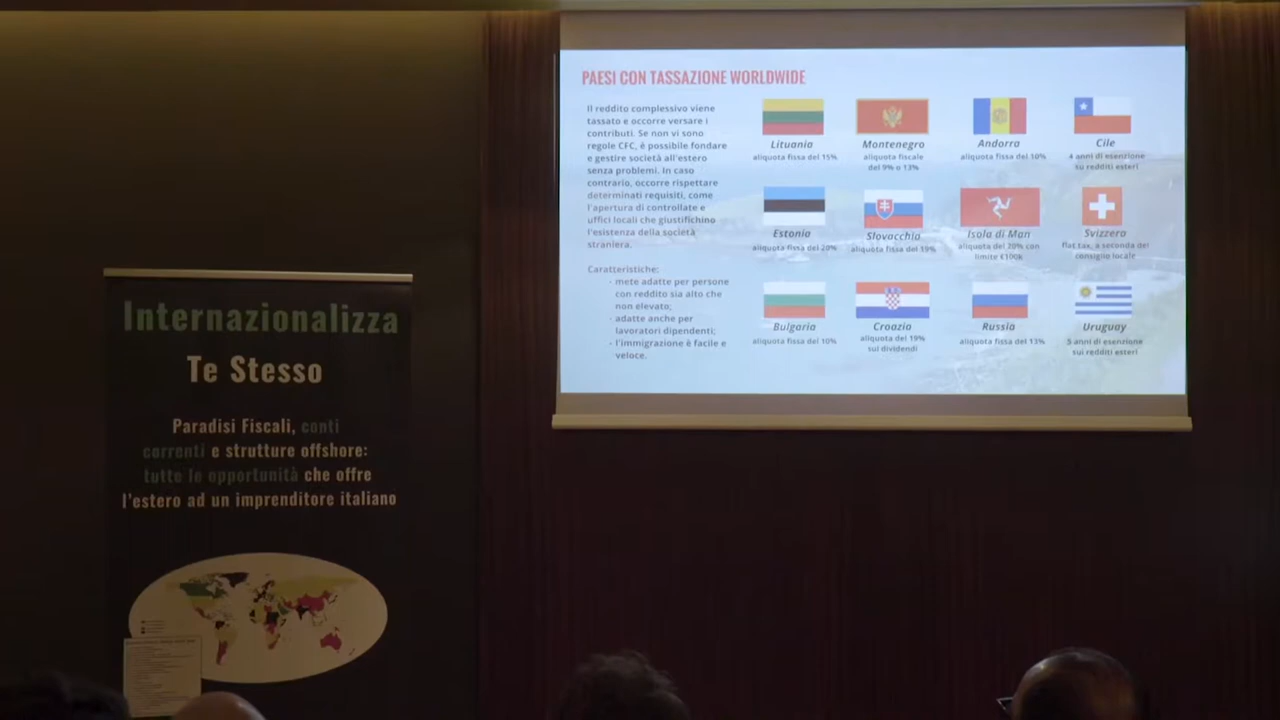 PAESI CON TASSAZIONE WORLDWIDE
Il reddito complessivo viene
tassato e occorre versare i
contributi. Se non vi sono
regole CFC, è possibile fondare
e gestire società all'estero
senza problemi. In caso
contrario, occorre rispettare
determinati requisiti, come
l'apertura di controllate e
uffici locali che giustifichino
l'esistenza della società
straniera.
Caratteristiche:
- mete adatte per persone
con reddito sia alto che
non elevato;
- adatte anche per
lavoratori dipendenti;
- l'immigrazione è facile e
veloce.
Lituania
aliquota fissa del 15%
Montenegro
aliquota fiscale
del 9% o 13%
Andorra
aliquota fissa del 10%
Cile
4 anni di esenzione
su redditi esteri
Estonia
aliquota fissa del 20%
Slovacchia
aliquota fissa del 19%
Isola di Man
aliquota del 20% con
limite €100k
Svizzera
flat tax, a seconda del
consiglio locale
Bulgaria
aliquota fissa del 10%
Croazia
aliquota del 19%
sui dividendi
Russia
aliquota fissa del 13%
Uruguay
5 anni di esenzione
sui redditi esteri
Internazionalizza
Te Stesso
Paradisi Fiscali, conti
correnti e strutture offshore:
tutte le opportunità che offre
l'estero ad un imprenditore italiano